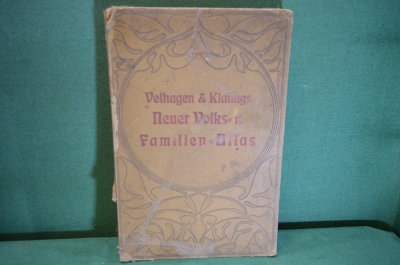 Velhagen & Klasings
Neuer Volks- u.
Familien-Atlas